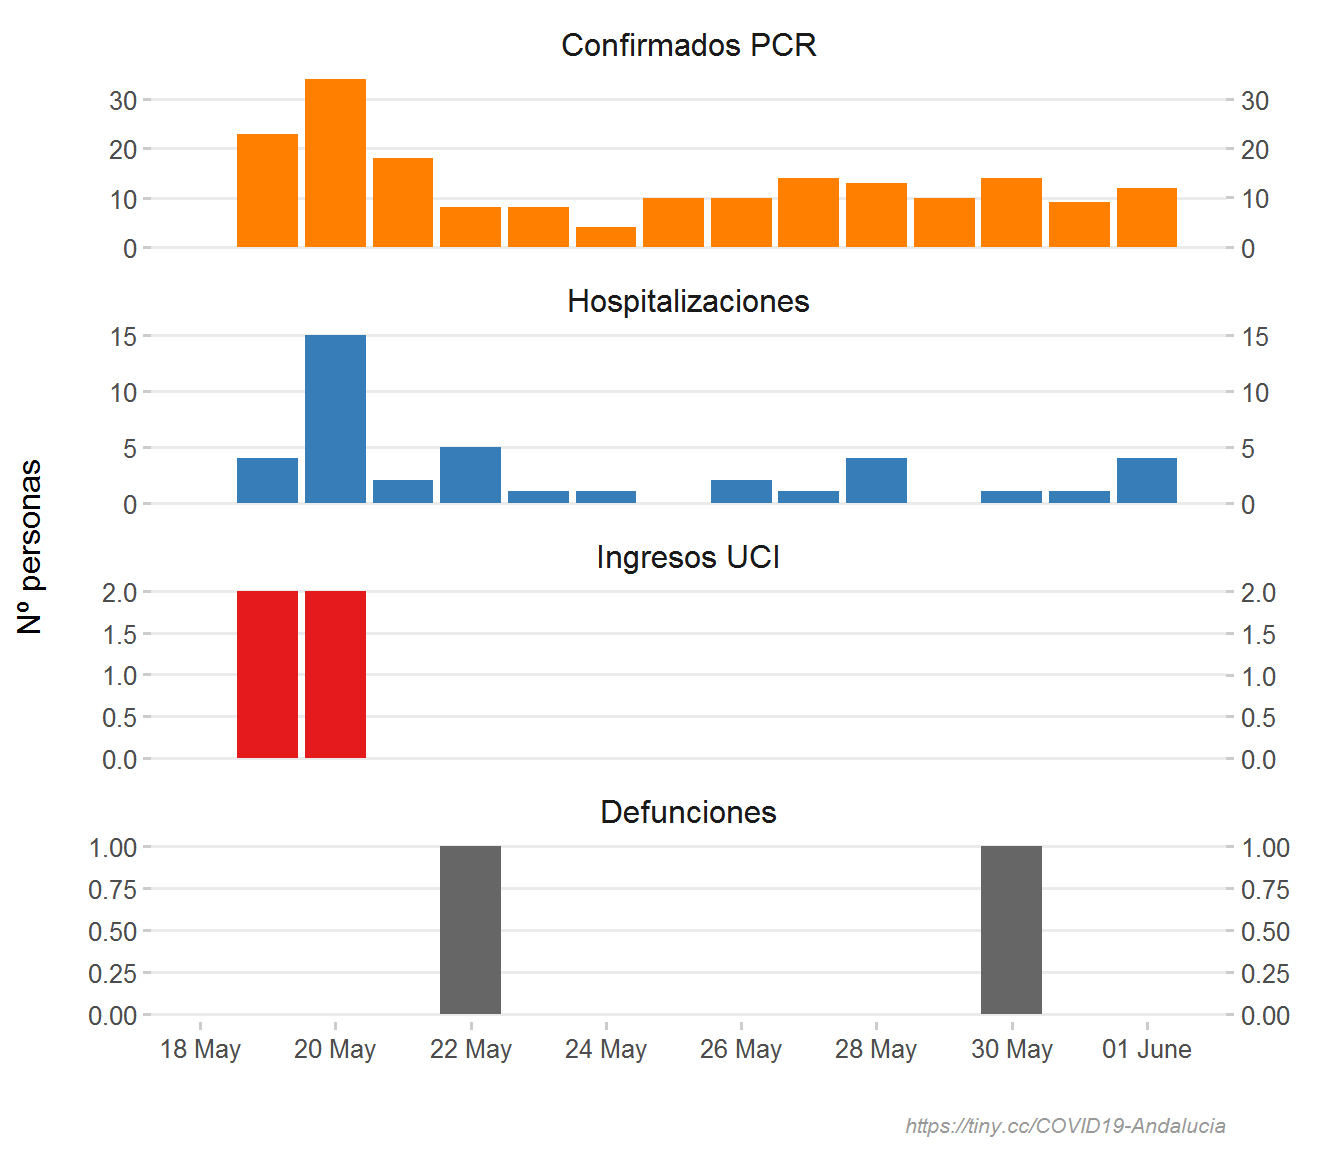 Confirmados PCR
30 30
20 20
10 10
0 0
Hospitalizaciones
15 15
10 10
5 5
0 0
Nº personas
Ingresos UCI
2.0 2.0
1.5 1.5
1.0 1.0
0.5 0.5
0.0 0.0
Defunciones
1.00 1.00
0.75 0.75
0.50 0.50
0.25 0.25
0.00 0.00
18 May 20 May 22 May 24 May 26 May 28 May 30 May 01 June
https://tiny.cc/COVID19-Andalucia